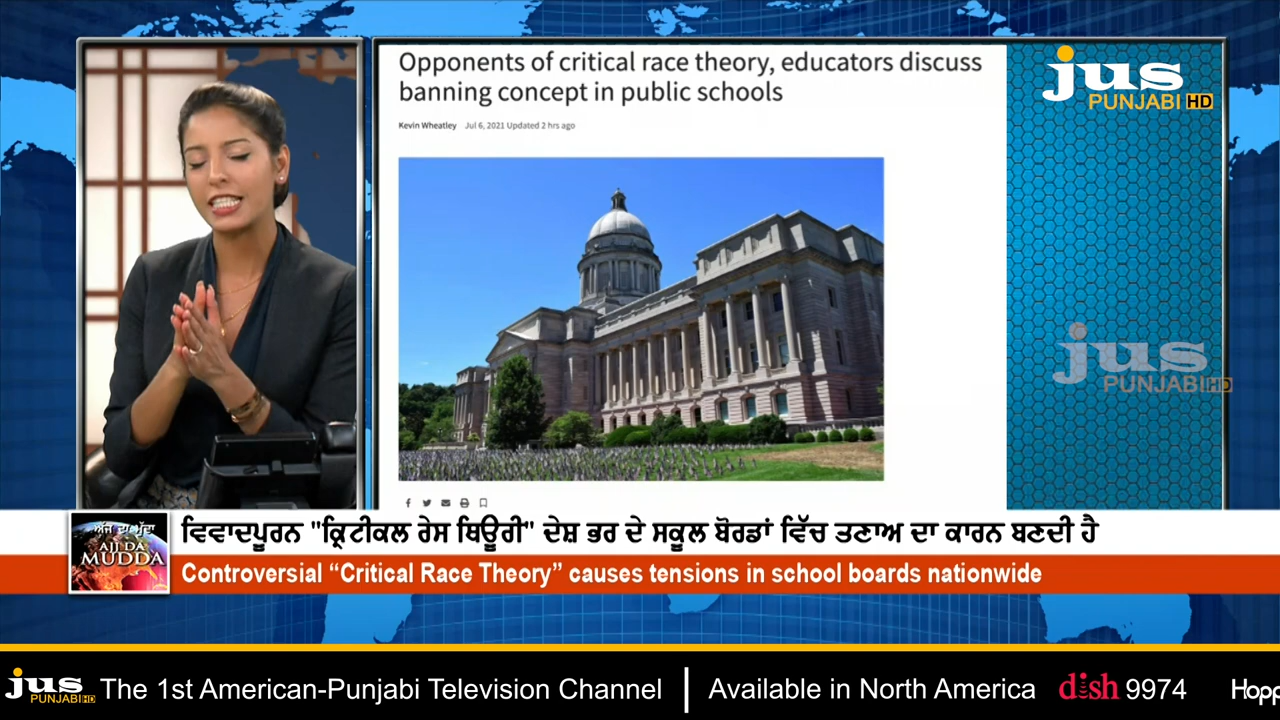 Opponents of critical race theory, educators discuss
banning concept in public schools
Kevin Wheatley Jul 6, 2021 Updated 2 hrs ago
jus
PUNJABI HD
jus
PUNJABI HD
ਅੱਜ ਦਾ ਮੁੱਦਾ
AJJ DA
MUDDA
ਵਿਵਾਦਪੂਰਨ "ਕ੍ਰਿਟੀਕਲ ਰੇਸ ਥਿਊਰੀ" ਦੇਸ਼ ਭਰ ਦੇ ਸਕੂਲ ਬੋਰਡਾਂ ਵਿੱਚ ਤਣਾਅ ਦਾ ਕਾਰਨ ਬਣਦੀ ਹੈ
Controversial “Critical Race Theory” causes tensions in school boards nationwide
jus
PUNJABI HD
The 1st American-Punjabi Television Channel | Available in North America dish 9974 Hopp